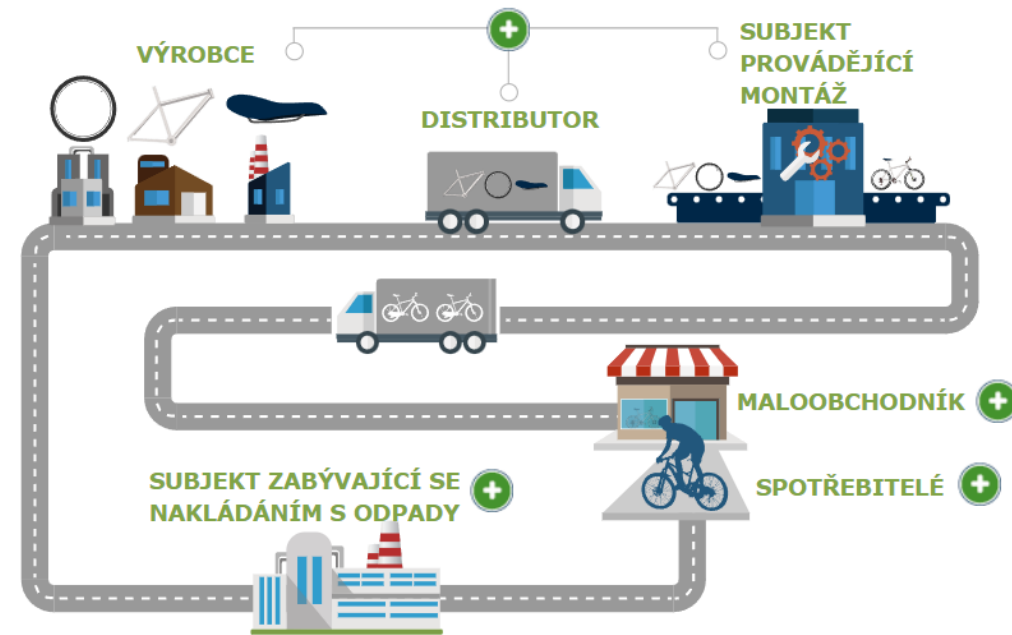 VÝROBCE
DISTRIBUTOR
SUBJEKT
PROVÁDĚJÍCÍ
MONTÁŽ
MALOOBCHODNÍK
SPOTŘEBITELÉ
SUBJEKT ZABÝVAJÍCÍ SE
NAKLÁDÁNÍM S ODPADY